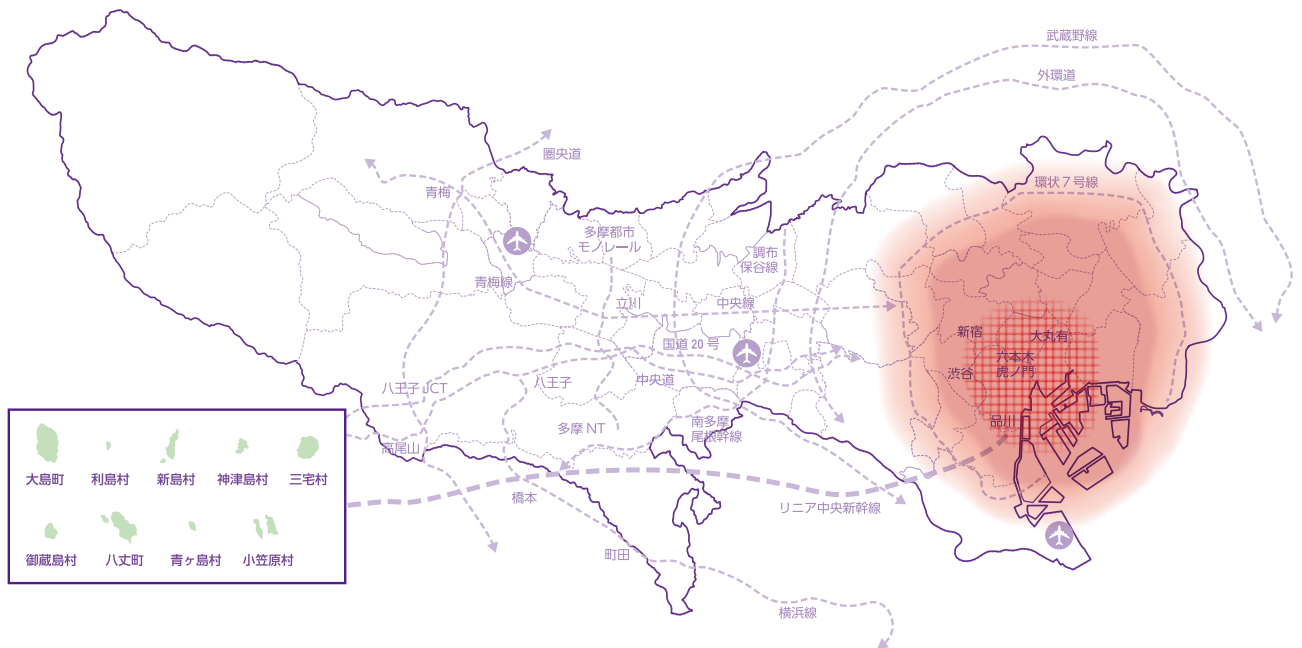 武蔵野線
外環道
圏央道
環状７号線
青梅
多摩都市
モノレール
調布
保谷線
青梅線
立川
中央線
新宿
大丸有
国道 20 号
六本木
虎ノ門
渋谷
八王子 JCT
八王子
中央道
品川
多摩 NT
南多摩
尾根幹線
高尾山
橋本
リニア中央新幹線
町田
横浜線
大島町
利島村
新島村
神津島村
三宅村
御蔵島村
八丈町
青ヶ島村
小笠原村